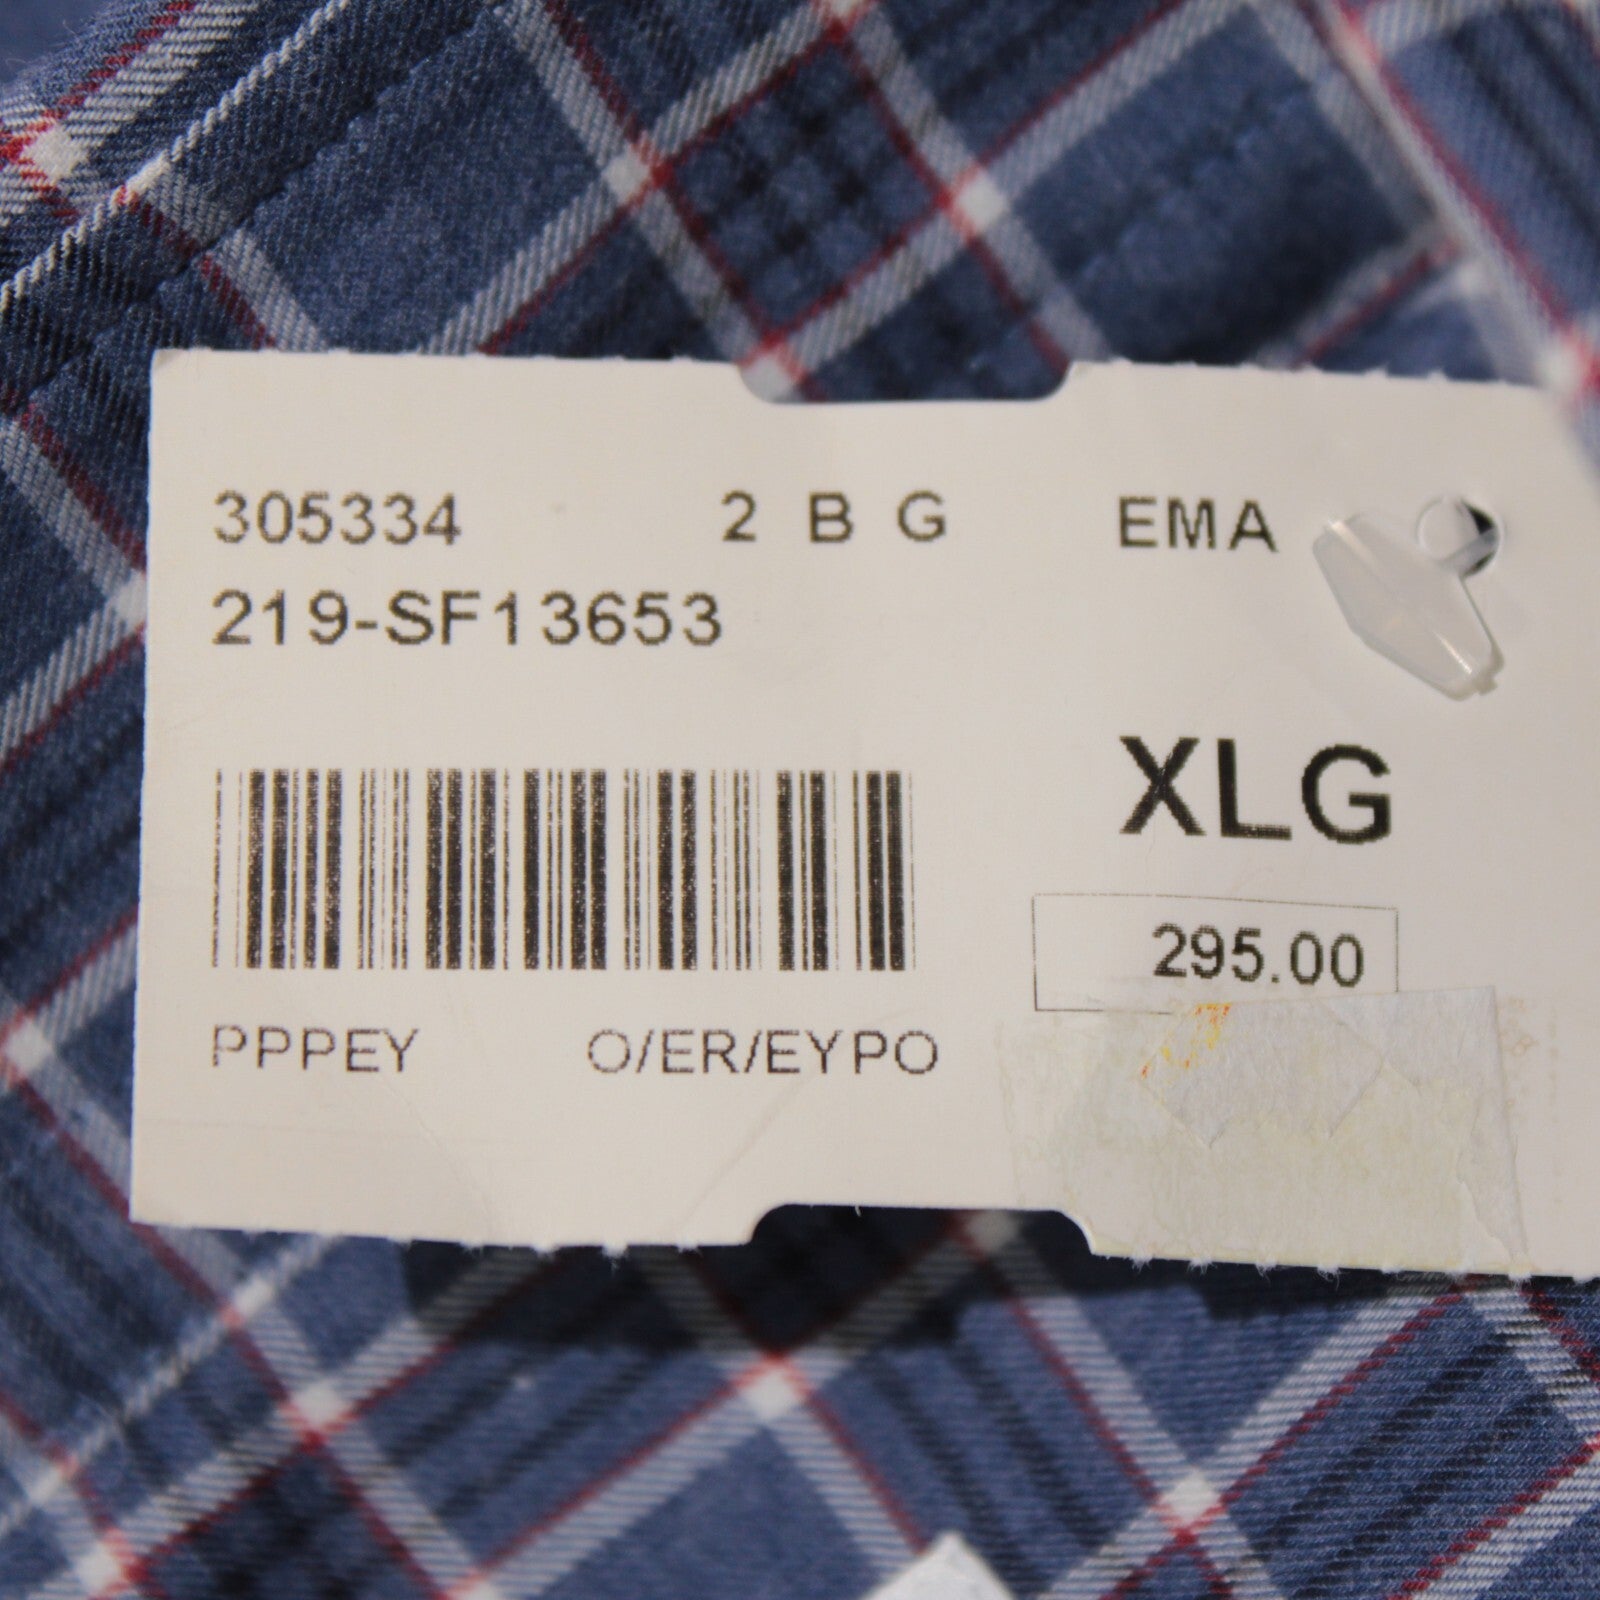 305334 2 B G EMA
219-SF13653
XLG
295.00
PPPEY O/ER/EYPO